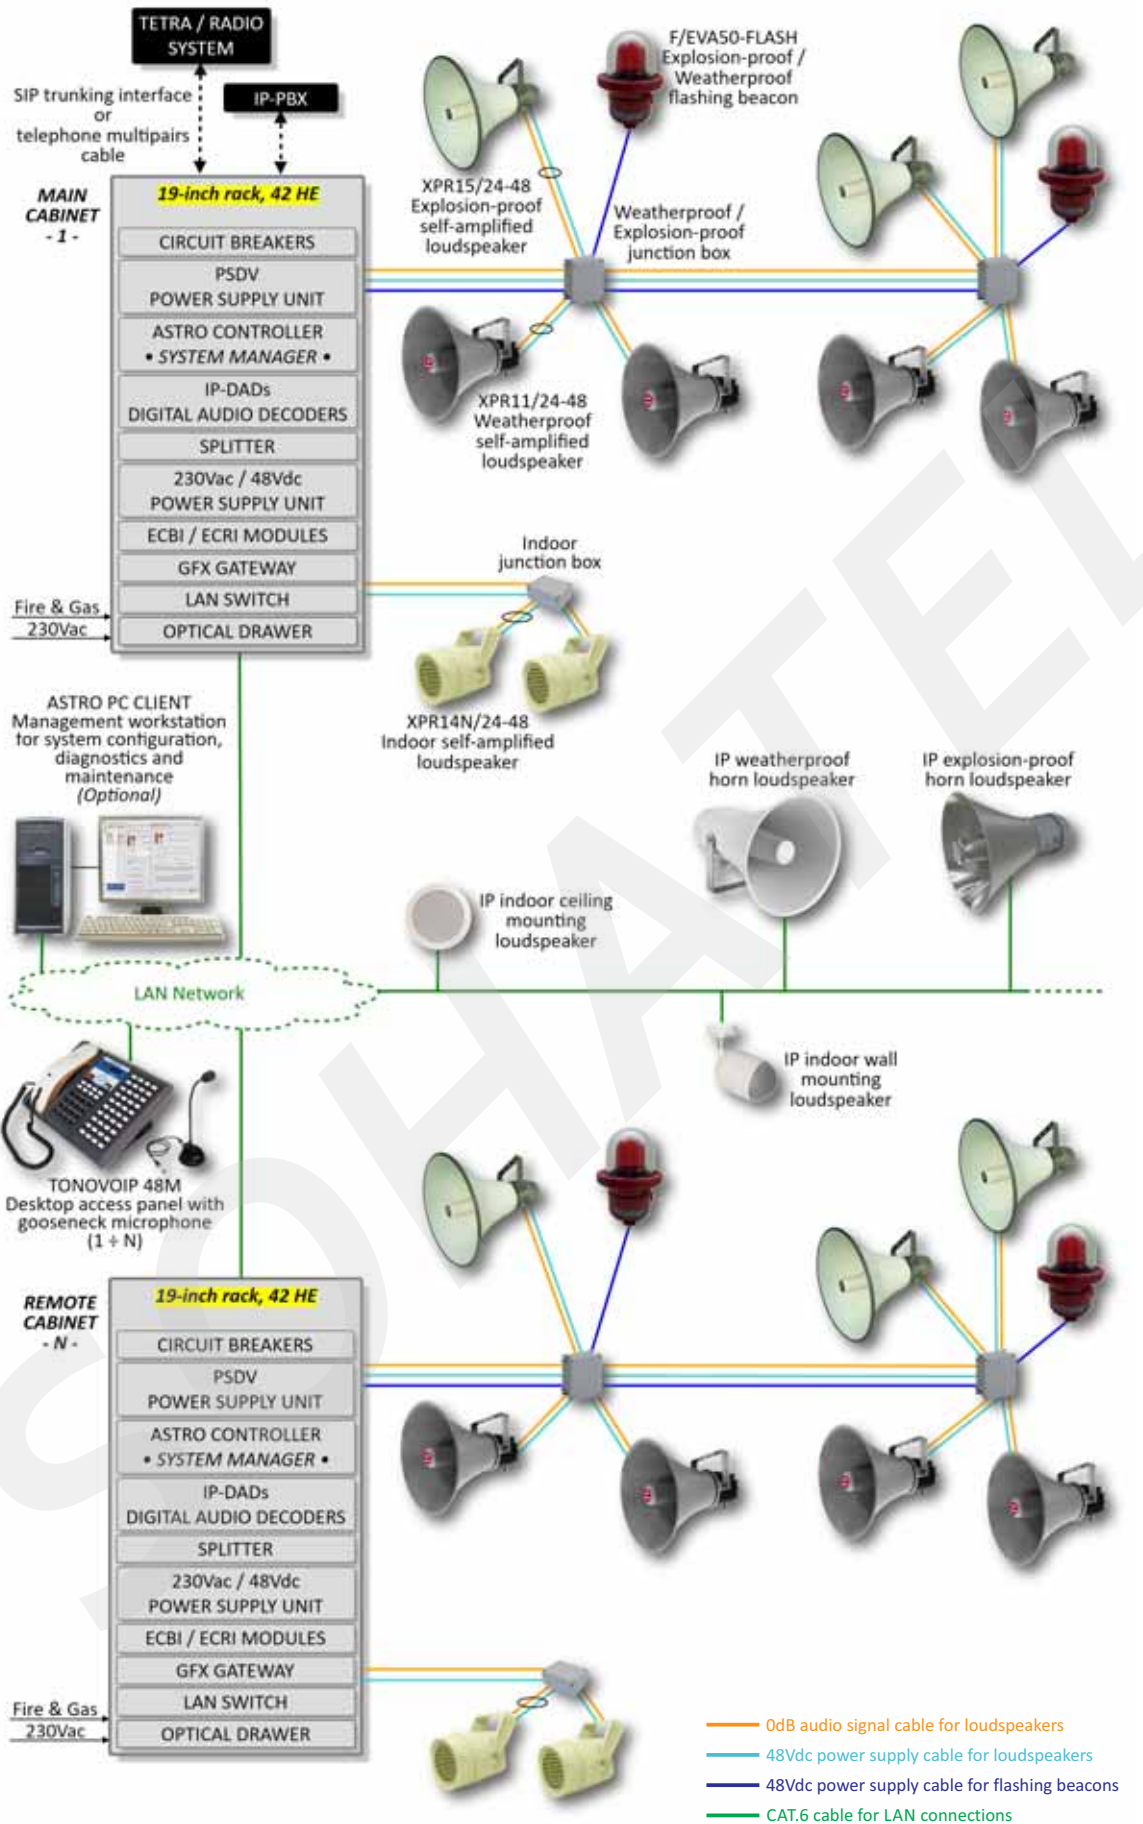 TETRA / RADIO
SYSTEM
SIP trunking interface
or
telephone multipairs
cable
IP-PBX
F/EVA50-FLASH
Explosion-proof /
Weatherproof
flashing beacon
MAIN
CABINET
- 1 -
19-inch rack, 42 HE
CIRCUIT BREAKERS
PSDV
POWER SUPPLY UNIT
ASTRO CONTROLLER
• SYSTEM MANAGER •
IP-DADs
DIGITAL AUDIO DECODERS
SPLITTER
230Vac / 48Vdc
POWER SUPPLY UNIT
ECBI / ECRI MODULES
GFX GATEWAY
LAN SWITCH
OPTICAL DRAWER
Fire & Gas
230Vac
XPR15/24-48
Explosion-proof
self-amplified
loudspeaker
Weatherproof /
Explosion-proof
junction box
XPR11/24-48
Weatherproof
self-amplified
loudspeaker
Indoor
junction box
XPR14N/24-48
Indoor self-amplified
loudspeaker
ASTRO PC CLIENT
Management workstation
for system configuration,
diagnostics and
maintenance
(Optional)
IP weatherproof
horn loudspeaker
IP explosion-proof
horn loudspeaker
IP indoor ceiling
mounting
loudspeaker
LAN Network
IP indoor wall
mounting
loudspeaker
TONOVOIP 48M
Desktop access panel with
gooseneck microphone
(1 ÷ N)
REMOTE
CABINET
- N -
19-inch rack, 42 HE
CIRCUIT BREAKERS
PSDV
POWER SUPPLY UNIT
ASTRO CONTROLLER
• SYSTEM MANAGER •
IP-DADs
DIGITAL AUDIO DECODERS
SPLITTER
230Vac / 48Vdc
POWER SUPPLY UNIT
ECBI / ECRI MODULES
GFX GATEWAY
LAN SWITCH
OPTICAL DRAWER
Fire & Gas
230Vac
0dB audio signal cable for loudspeakers
48Vdc power supply cable for loudspeakers
48Vdc power supply cable for flashing beacons
CAT.6 cable for LAN connections
SOHATEL